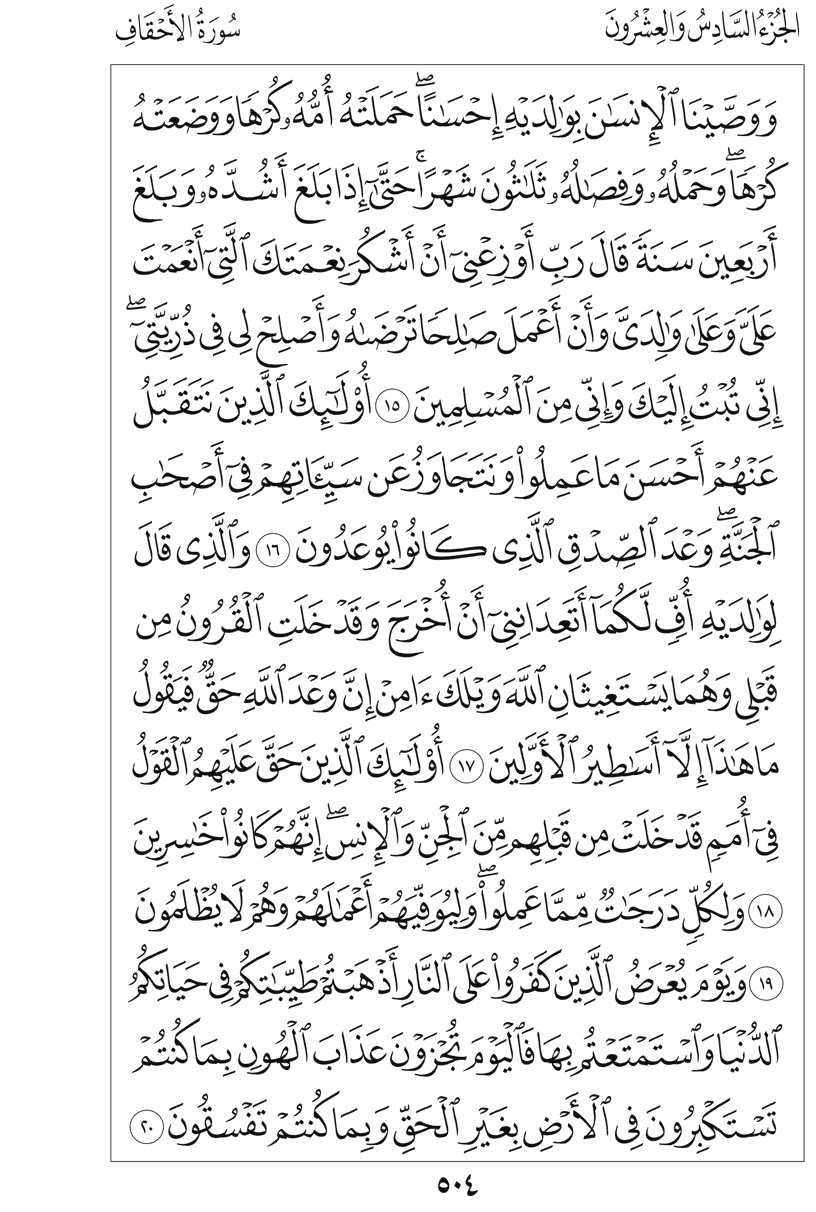 الجُزْءُ السَّادِسُ وَالعِشْرُونَ
سُورَةُ الأَحْقَافِ
وَوَصَّيْنَا ٱلْإِنسَٰنَ بِوَٰلِدَيْهِ إِحْسَٰنًاۖ حَمَلَتْهُ أُمُّهُۥ كُرْهًا وَوَضَعَتْهُ
كُرْهًاۖ وَحَمْلُهُۥ وَفِصَٰلُهُۥ ثَلَٰثُونَ شَهْرًاۚ حَتَّىٰٓ إِذَا بَلَغَ أَشُدَّهُۥ وَبَلَغَ
أَرْبَعِينَ سَنَةً قَالَ رَبِّ أَوْزِعْنِىٓ أَنْ أَشْكُرَ نِعْمَتَكَ ٱلَّتِىٓ أَنْعَمْتَ
عَلَىَّ وَعَلَىٰ وَٰلِدَىَّ وَأَنْ أَعْمَلَ صَٰلِحًا تَرْضَىٰهُ وَأَصْلِحْ لِى فِى ذُرِّيَّتِىٓۖ
إِنِّى تُبْتُ إِلَيْكَ وَإِنِّى مِنَ ٱلْمُسْلِمِينَ ١٥ أُو۟لَٰٓئِكَ ٱلَّذِينَ نَتَقَبَّلُ
عَنْهُمْ أَحْسَنَ مَا عَمِلُوا۟ وَنَتَجَاوَزُ عَن سَيِّـَٔاتِهِمْ فِىٓ أَصْحَٰبِ
ٱلْجَنَّةِۖ وَعْدَ ٱلصِّدْقِ ٱلَّذِى كَانُوا۟ يُوعَدُونَ ١٦ وَٱلَّذِى قَالَ
لِوَٰلِدَيْهِ أُفٍّ لَّكُمَآ أَتَعِدَانِنِىٓ أَنْ أُخْرَجَ وَقَدْ خَلَتِ ٱلْقُرُونُ مِن
قَبْلِى وَهُمَا يَسْتَغِيثَانِ ٱللَّهَ وَيْلَكَ ءَامِنْ إِنَّ وَعْدَ ٱللَّهِ حَقٌّ فَيَقُولُ
مَا هَٰذَآ إِلَّآ أَسَٰطِيرُ ٱلْأَوَّلِينَ ١٧ أُو۟لَٰٓئِكَ ٱلَّذِينَ حَقَّ عَلَيْهِمُ ٱلْقَوْلُ
فِىٓ أُمَمٍ قَدْ خَلَتْ مِن قَبْلِهِم مِّنَ ٱلْجِنِّ وَٱلْإِنسِۖ إِنَّهُمْ كَانُوا۟ خَٰسِرِينَ
١٨ وَلِكُلٍّ دَرَجَٰتٌ مِّمَّا عَمِلُوا۟ۖ وَلِيُوَفِّيَهُمْ أَعْمَٰلَهُمْ وَهُمْ لَا يُظْلَمُونَ
١٩ وَيَوْمَ يُعْرَضُ ٱلَّذِينَ كَفَرُوا۟ عَلَى ٱلنَّارِ أَذْهَبْتُمْ طَيِّبَٰتِكُمْ فِى حَيَاتِكُمُ
ٱلدُّنْيَا وَٱسْتَمْتَعْتُم بِهَا فَٱلْيَوْمَ تُجْزَوْنَ عَذَابَ ٱلْهُونِ بِمَا كُنتُمْ
تَسْتَكْبِرُونَ فِى ٱلْأَرْضِ بِغَيْرِ ٱلْحَقِّ وَبِمَا كُنتُمْ تَفْسُقُونَ ٢٠
٥٠٤